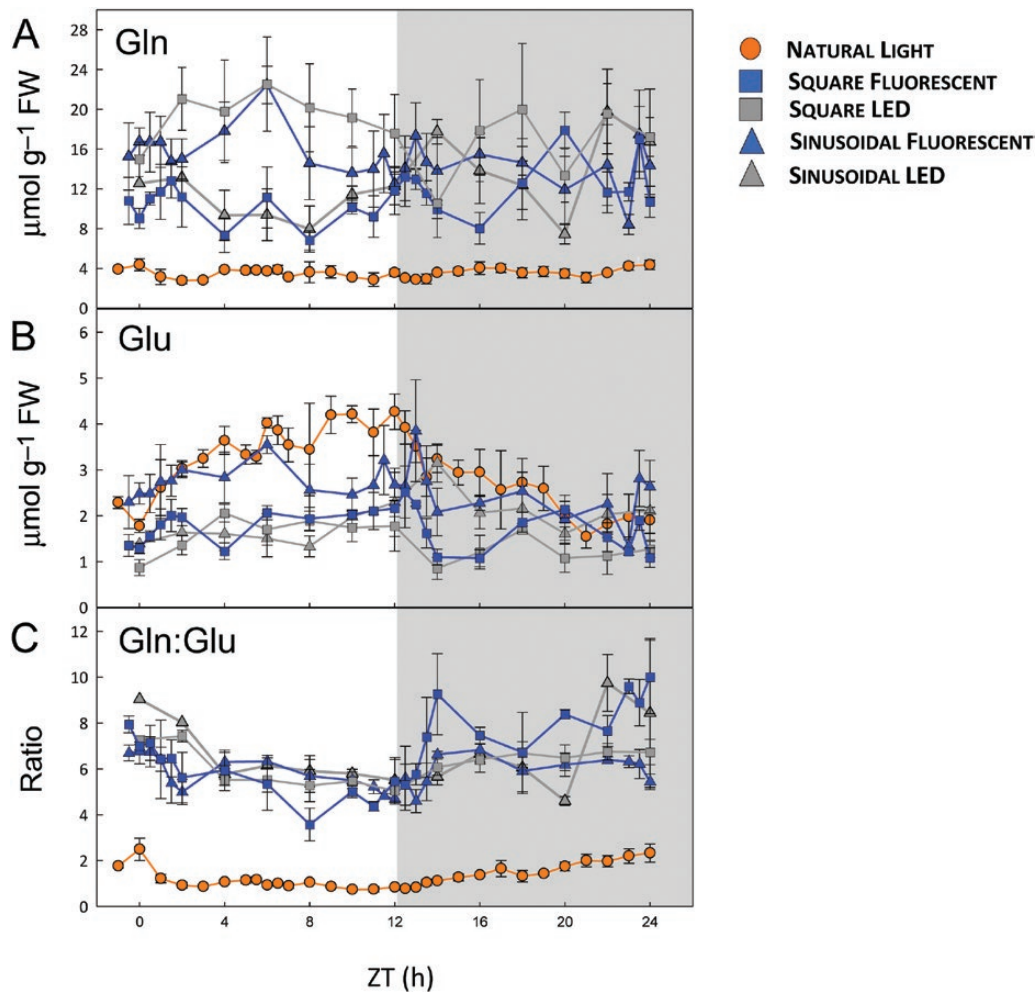 A
Gln
28
24
20
16
12
8
4
0
μmol g⁻¹ FW
NATURAL LIGHT
SQUARE FLUORESCENT
SQUARE LED
SINUSOIDAL FLUORESCENT
SINUSOIDAL LED
B
Glu
6
5
4
3
2
1
0
μmol g⁻¹ FW
C
Gln:Glu
12
10
8
6
4
2
0
Ratio
0 4 8 12 16 20 24
ZT (h)